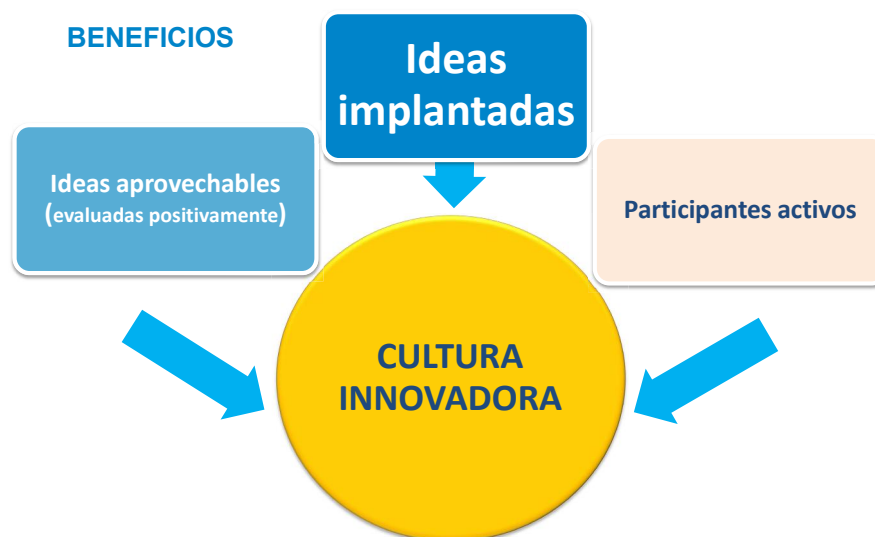 BENEFICIOS
Ideas
implantadas
Ideas aprovechables
(evaluadas positivamente)
Participantes activos
CULTURA
INNOVADORA